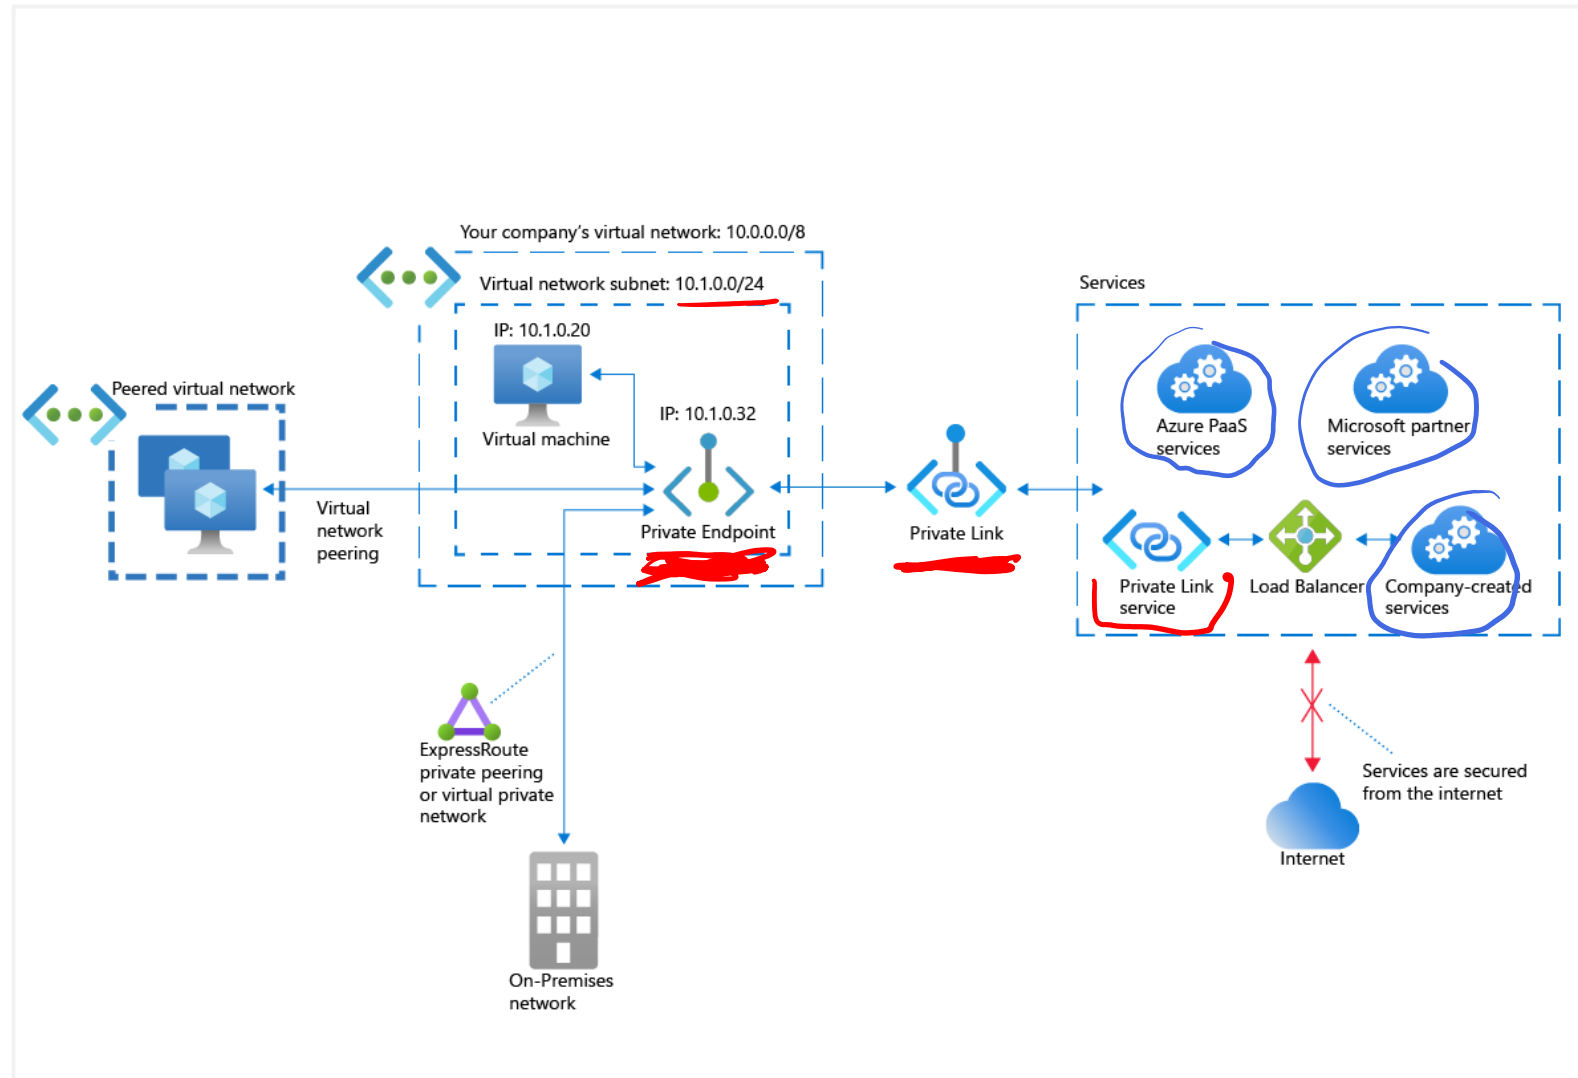 Your company's virtual network: 10.0.0.0/8
Virtual network subnet: 10.1.0.0/24
IP: 10.1.0.20
Virtual machine
IP: 10.1.0.32
Private Endpoint
Peered virtual network
Virtual
network
peering
Private Link
Services
Azure PaaS
services
Microsoft partner
services
Private Link
service
Load Balancer
Company-created
services
ExpressRoute
private peering
or virtual private
network
On-Premises
network
Services are secured
from the internet
Internet